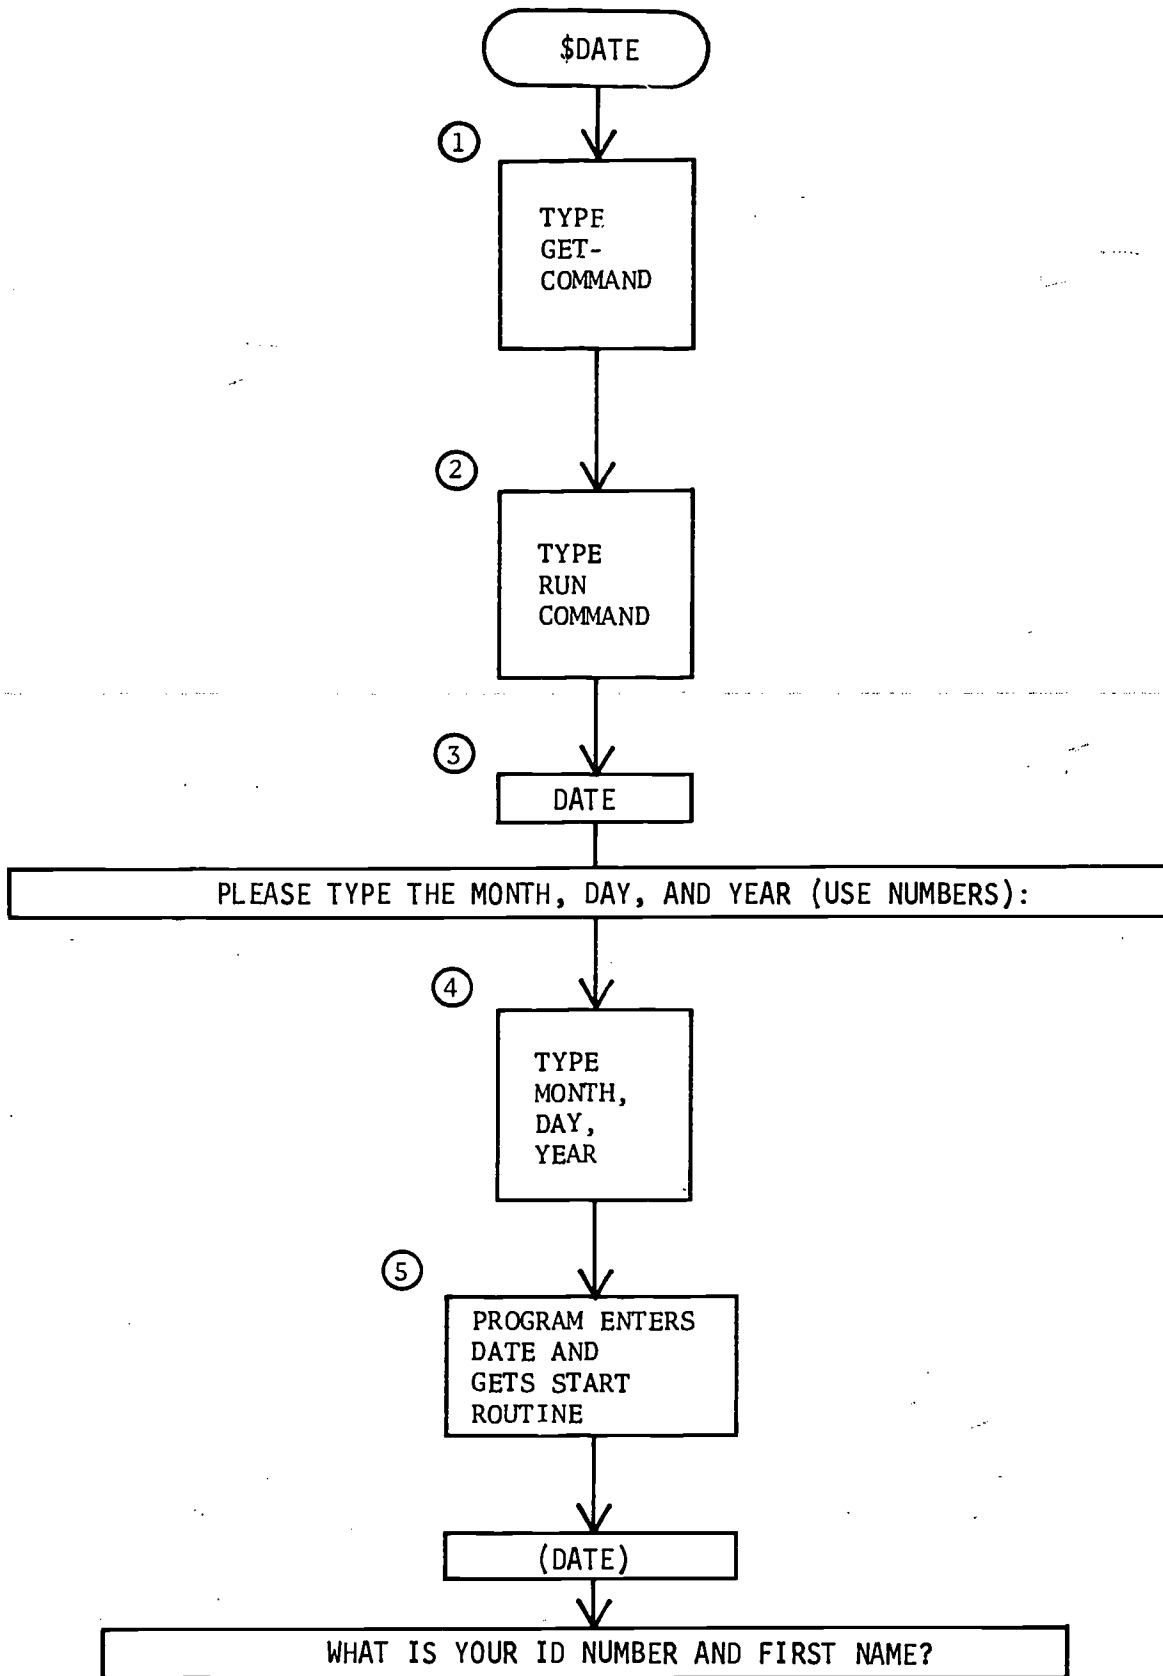 $DATE
1
TYPE
GET-
COMMAND
2
TYPE
RUN
COMMAND
3
DATE
PLEASE TYPE THE MONTH, DAY, AND YEAR (USE NUMBERS):
4
TYPE
MONTH,
DAY,
YEAR
5
PROGRAM ENTERS
DATE AND
GETS START
ROUTINE
(DATE)
WHAT IS YOUR ID NUMBER AND FIRST NAME?